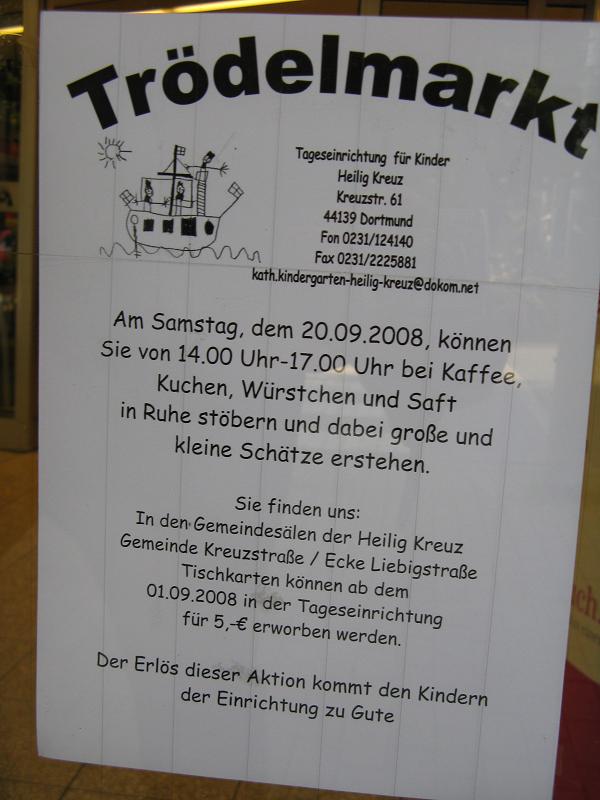 Trödelmarkt
Tageseinrichtung für Kinder
Heilig Kreuz
Kreuzstr. 61
44139 Dortmund
Fon 0231/124140
Fax 0231/2225881
kath.kindergarten-heilig-kreuz@dokom.net
Am Samstag, dem 20.09.2008, können
Sie von 14.00 Uhr-17.00 Uhr bei Kaffee,
Kuchen, Würstchen und Saft
in Ruhe stöbern und dabei große und
kleine Schätze erstehen.
Sie finden uns:
In den Gemeindesälen der Heilig Kreuz
Gemeinde Kreuzstraße / Ecke Liebigstraße
Tischkarten können ab dem
01.09.2008 in der Tageseinrichtung
für 5,-€ erworben werden.
Der Erlös dieser Aktion kommt den Kindern
der Einrichtung zu Gute